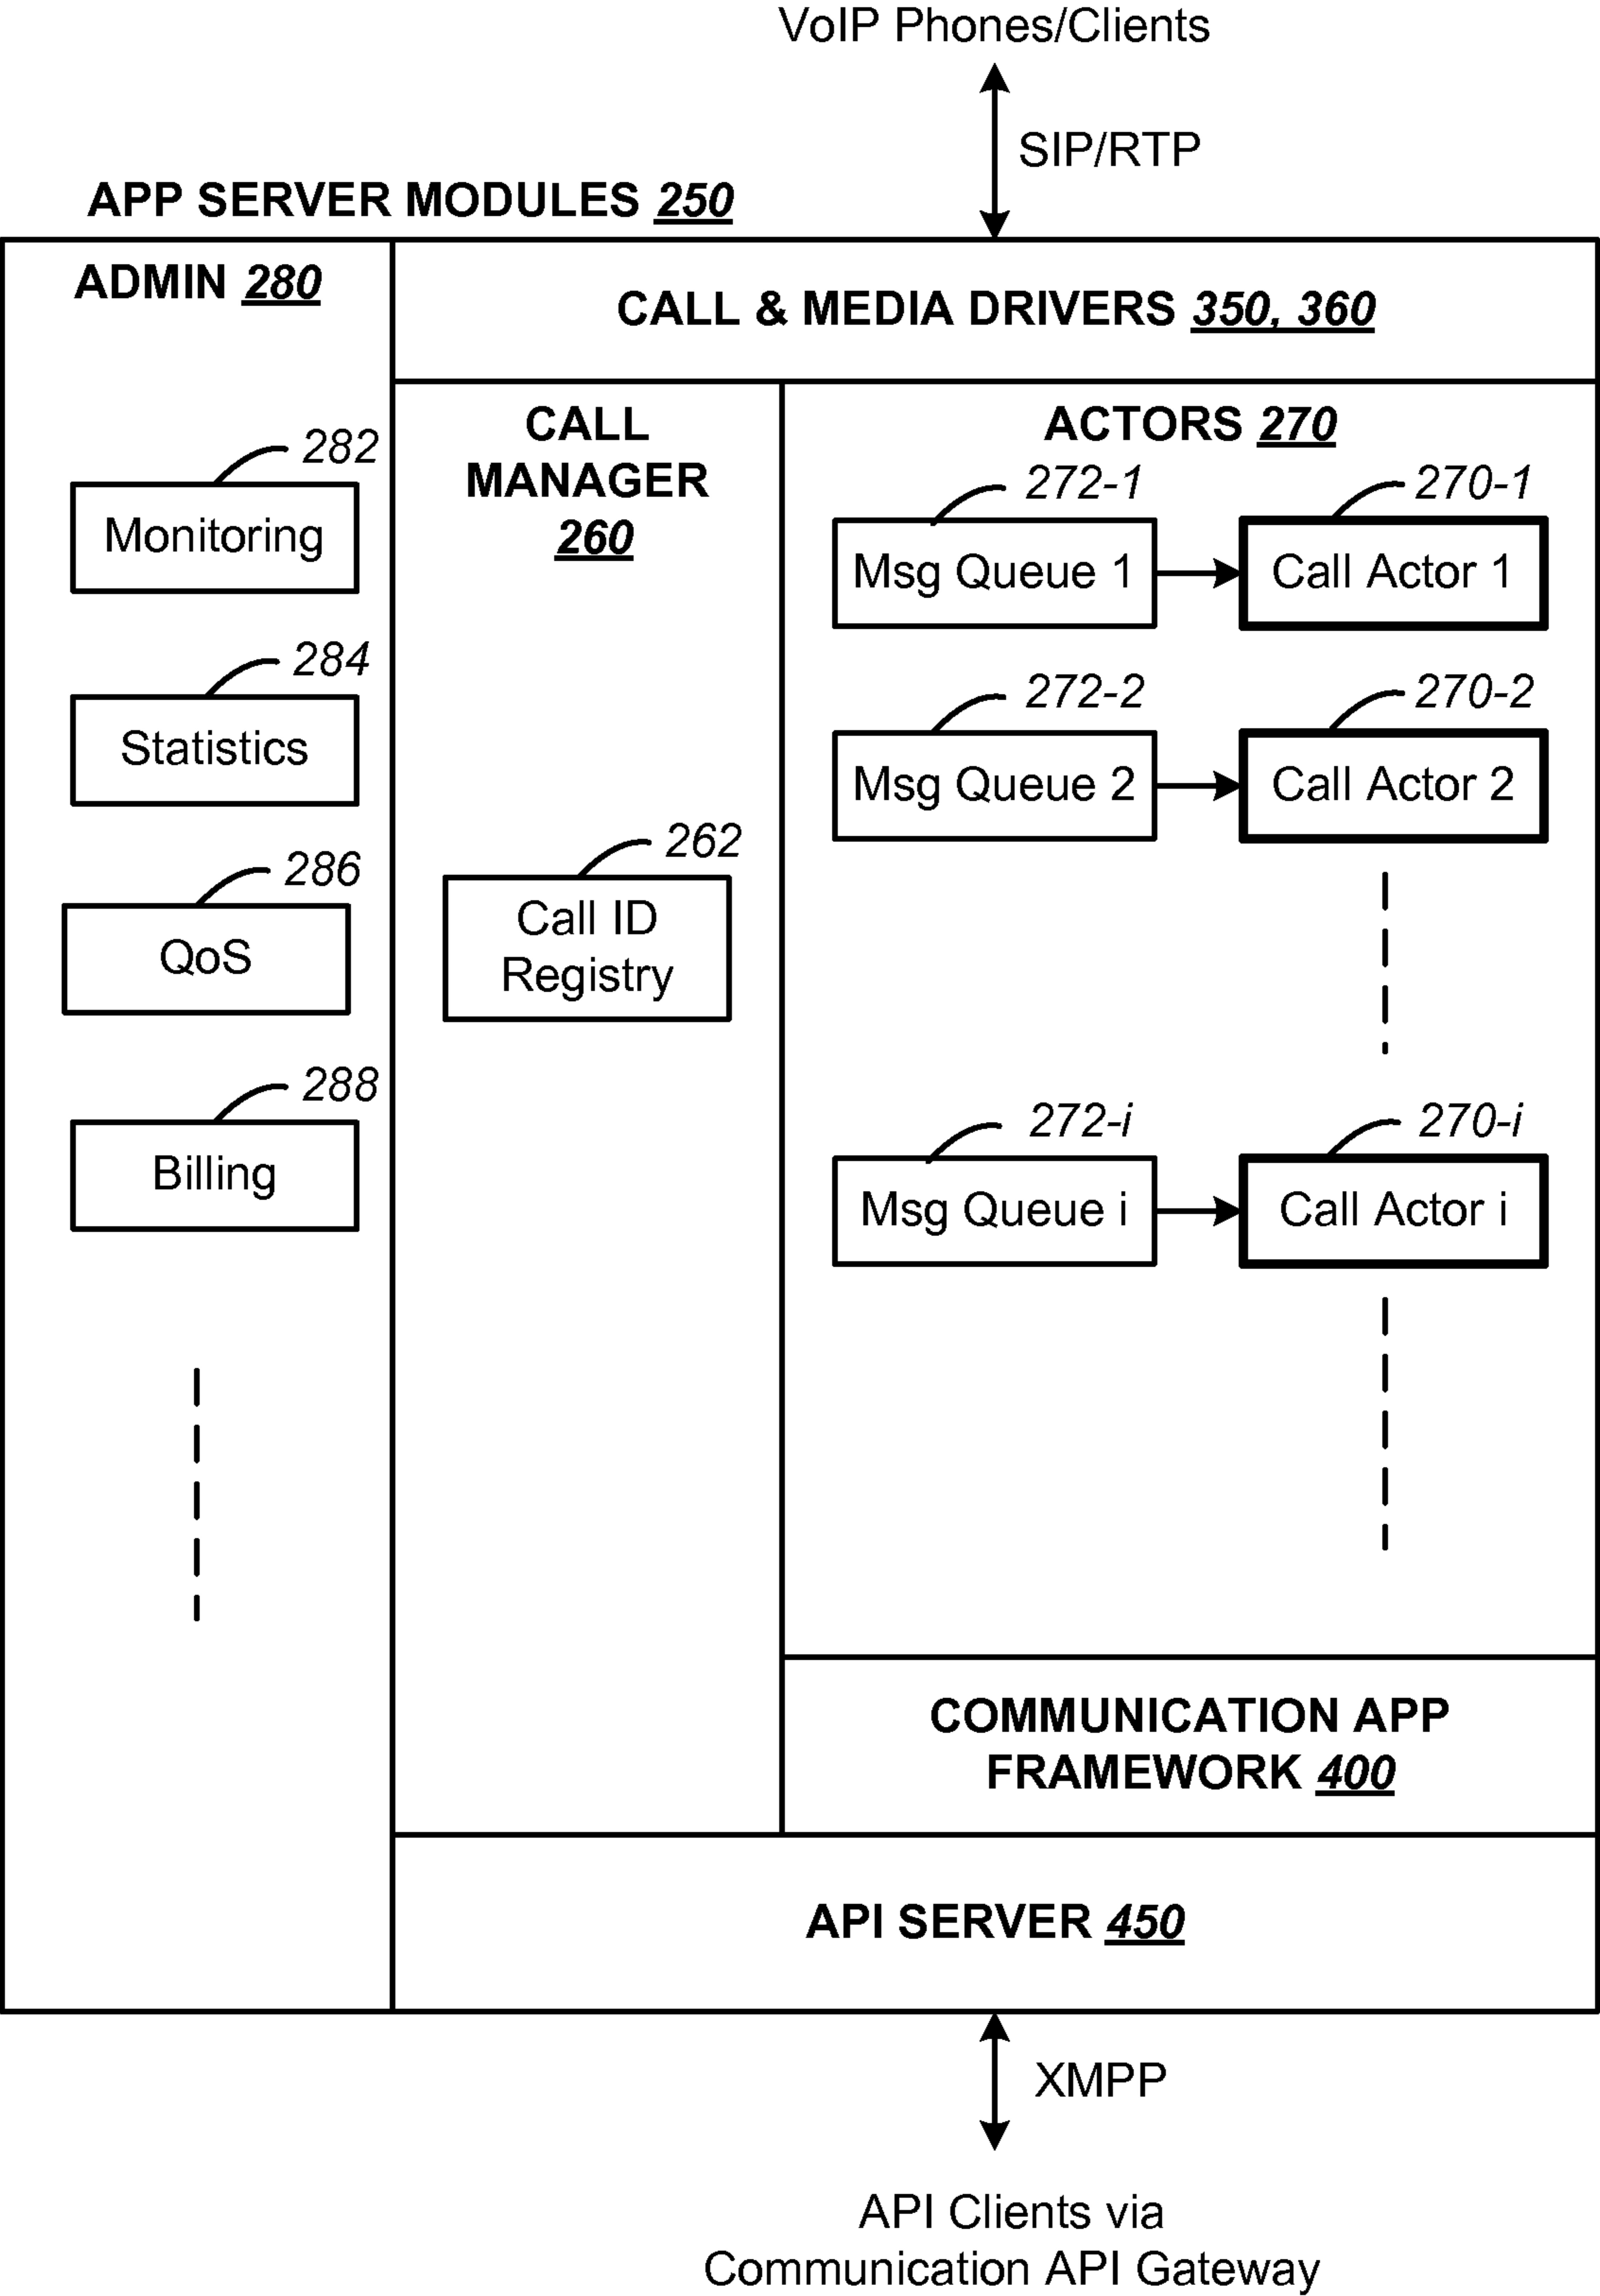 VoIP Phones/Clients
SIP/RTP
APP SERVER MODULES 250
ADMIN 280
282
Monitoring
284
Statistics
286
QoS
288
Billing
CALL & MEDIA DRIVERS 350, 360
CALL
MANAGER
260
262
Call ID
Registry
ACTORS 270
272-1
270-1
Msg Queue 1
Call Actor 1
272-2
270-2
Msg Queue 2
Call Actor 2
272-i
270-i
Msg Queue i
Call Actor i
COMMUNICATION APP
FRAMEWORK 400
API SERVER 450
XMPP
API Clients via
Communication API Gateway